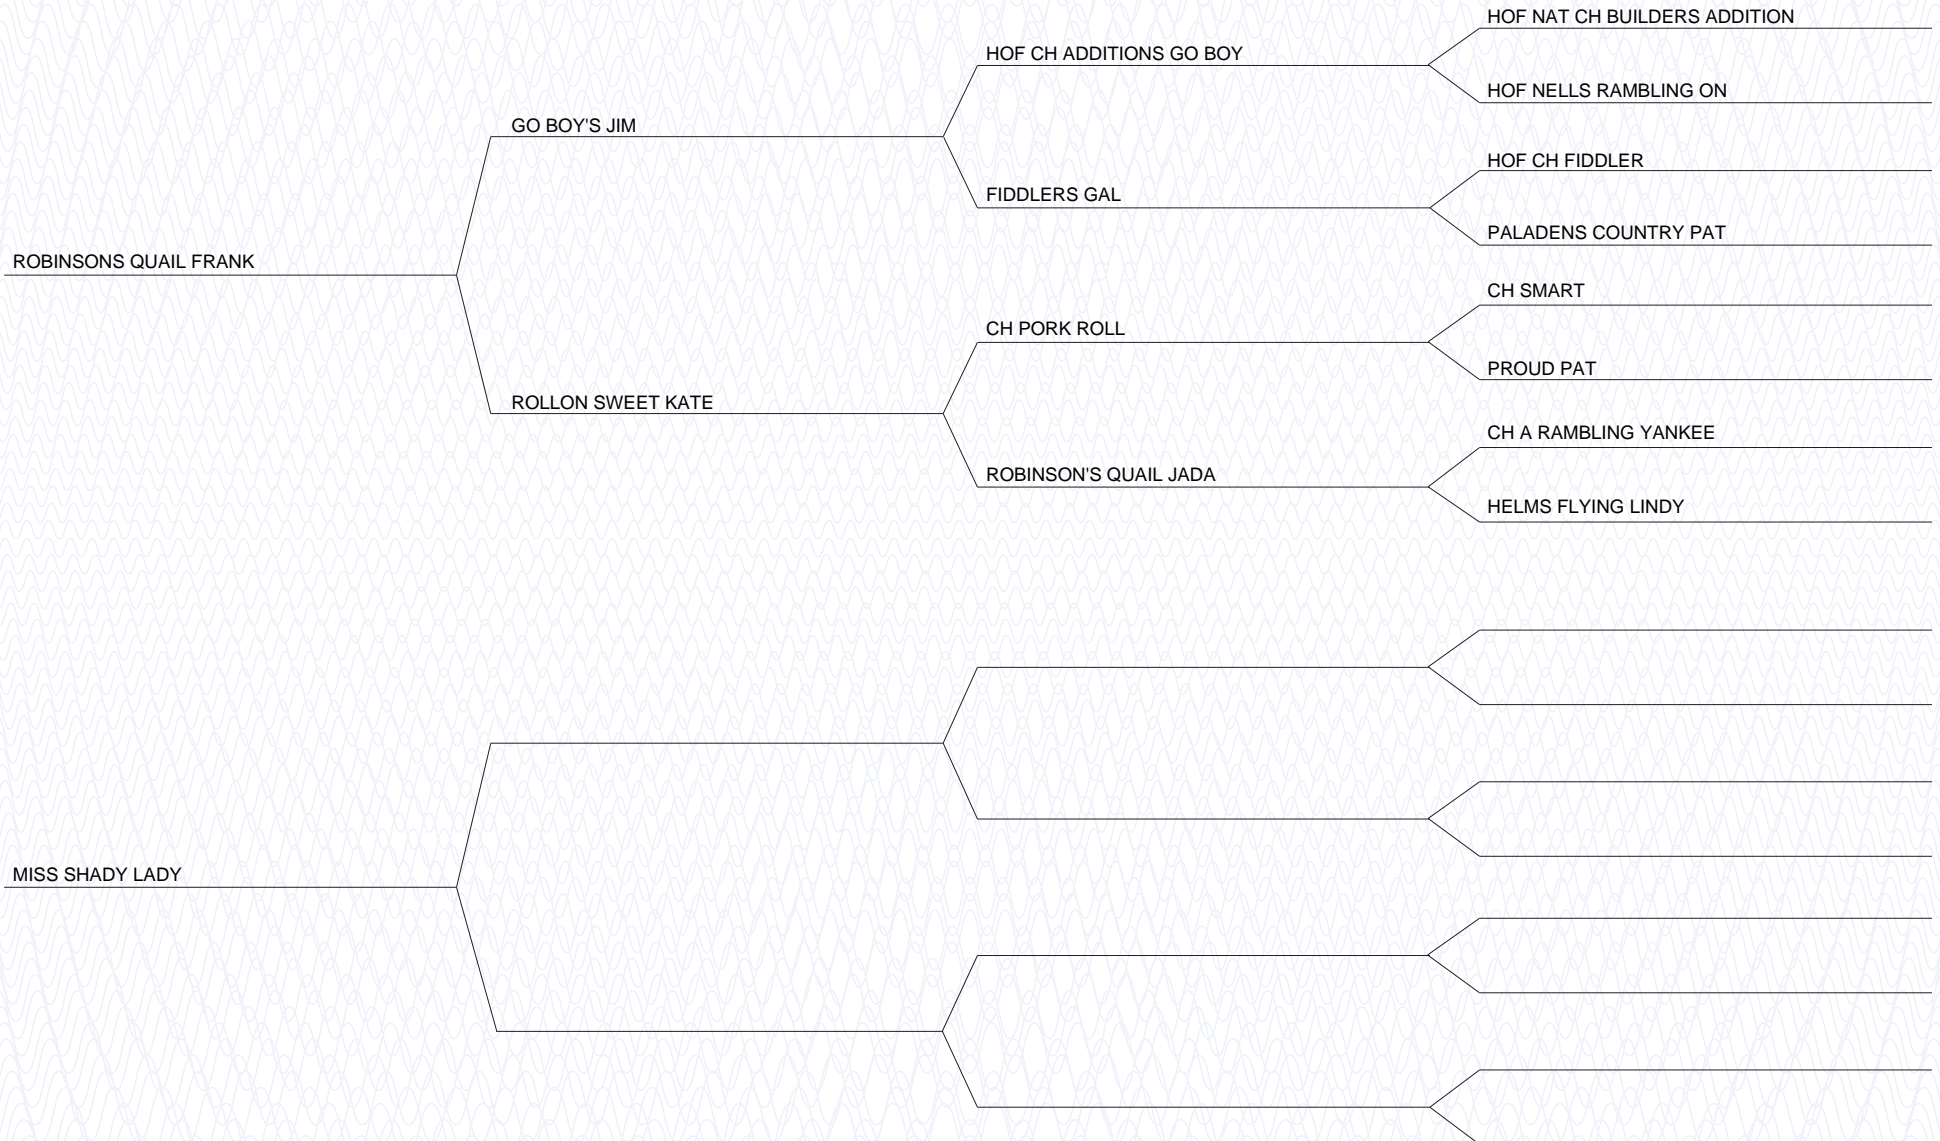 HOF NAT CH BUILDERS ADDITION
HOF CH ADDITIONS GO BOY
HOF NELLS RAMBLING ON
GO BOY'S JIM
HOF CH FIDDLER
FIDDLERS GAL
PALADENS COUNTRY PAT
ROBINSONS QUAIL FRANK
CH SMART
CH PORK ROLL
PROUD PAT
ROLLON SWEET KATE
CH A RAMBLING YANKEE
ROBINSON'S QUAIL JADA
HELMS FLYING LINDY
MISS SHADY LADY